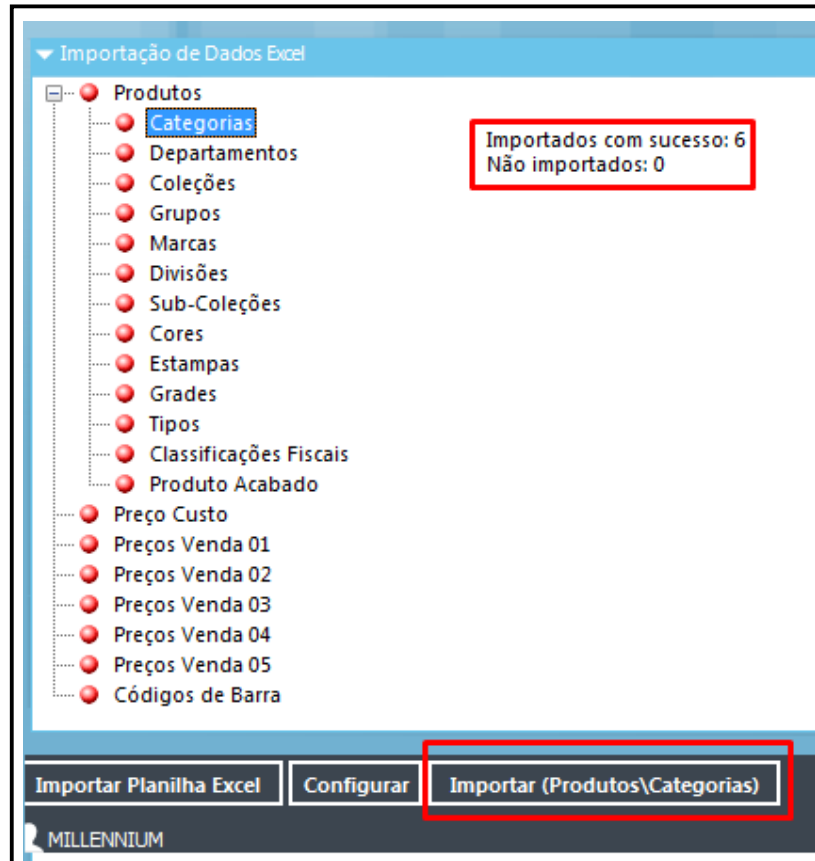 Importação de Dados Excel
Produtos
Categorias
Departamentos
Coleções
Grupos
Marcas
Divisões
Sub-Coleções
Cores
Estampas
Grades
Tipos
Classificações Fiscais
Produto Acabado
Preço Custo
Preços Venda 01
Preços Venda 02
Preços Venda 03
Preços Venda 04
Preços Venda 05
Códigos de Barra
Importados com sucesso: 6
Não importados: 0
Importar Planilha Excel
Configurar
Importar (Produtos\Categorias)
MILLENNIUM